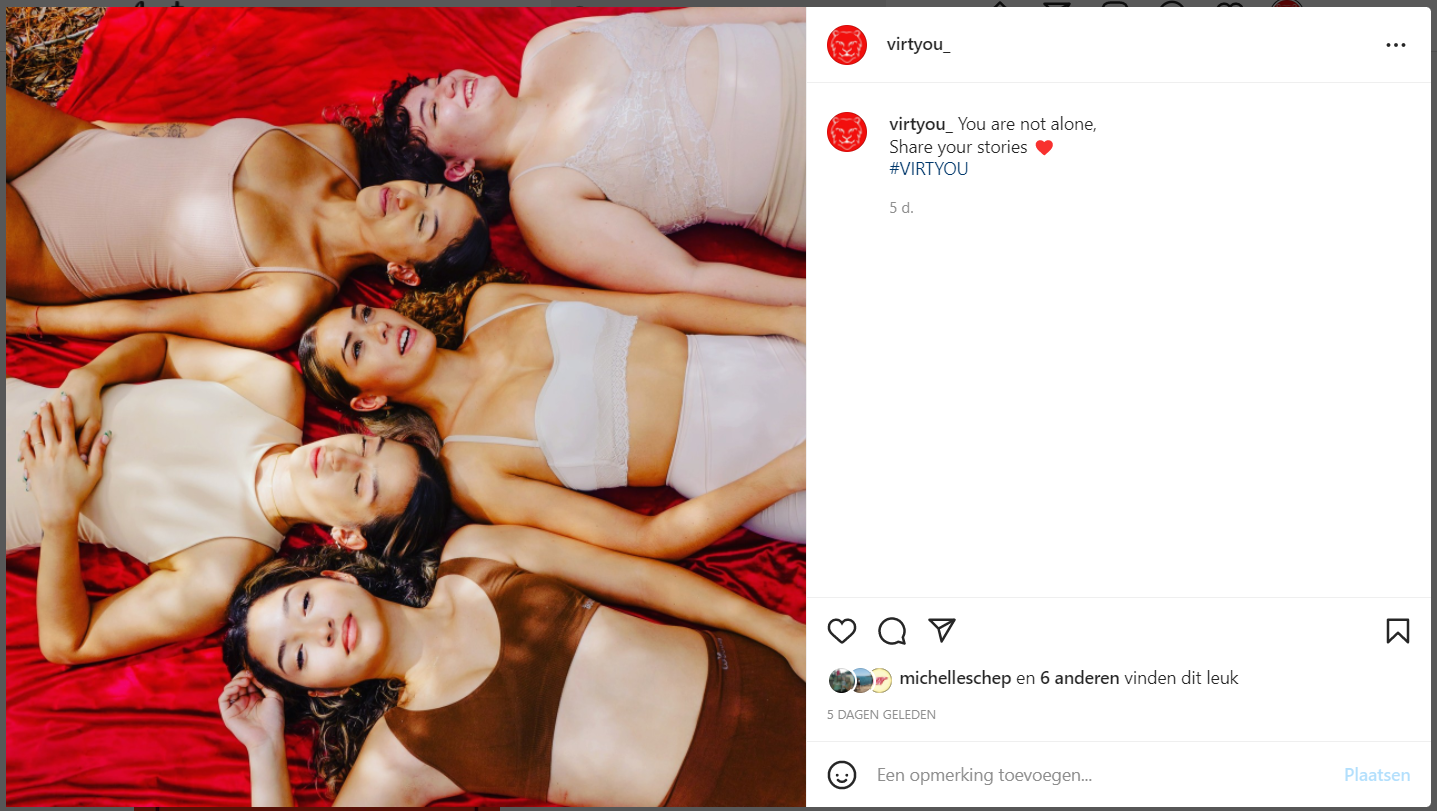 virtyou_
virtyou_ You are not alone,
Share your stories ❤️
#VIRTYOU
5 d.
michelleschep en 6 anderen vinden dit leuk
5 DAGEN GELEDEN
Een opmerking toevoegen...
Plaatsen